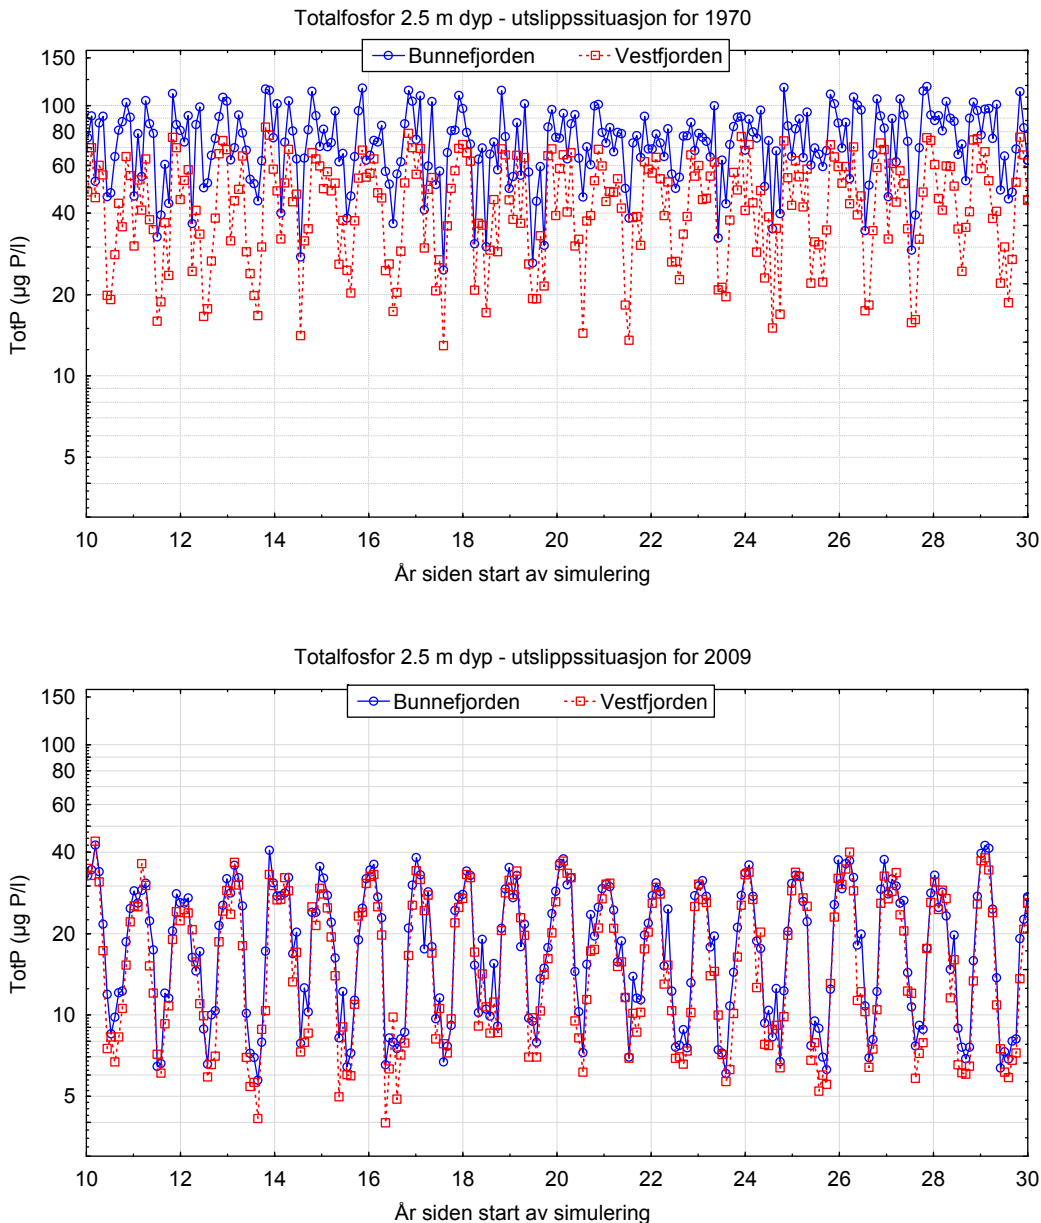 Totalfosfor 2.5 m dyp - utslippssituasjon for 1970
Bunnefjorden Vestfjorden
150
100
80
60
40
20
10
5
TotP (µg P/l)
10 12 14 16 18 20 22 24 26 28 30
År siden start av simulering
Totalfosfor 2.5 m dyp - utslippssituasjon for 2009
Bunnefjorden Vestfjorden
150
100
80
60
40
20
10
5
TotP (µg P/l)
10 12 14 16 18 20 22 24 26 28 30
År siden start av simulering